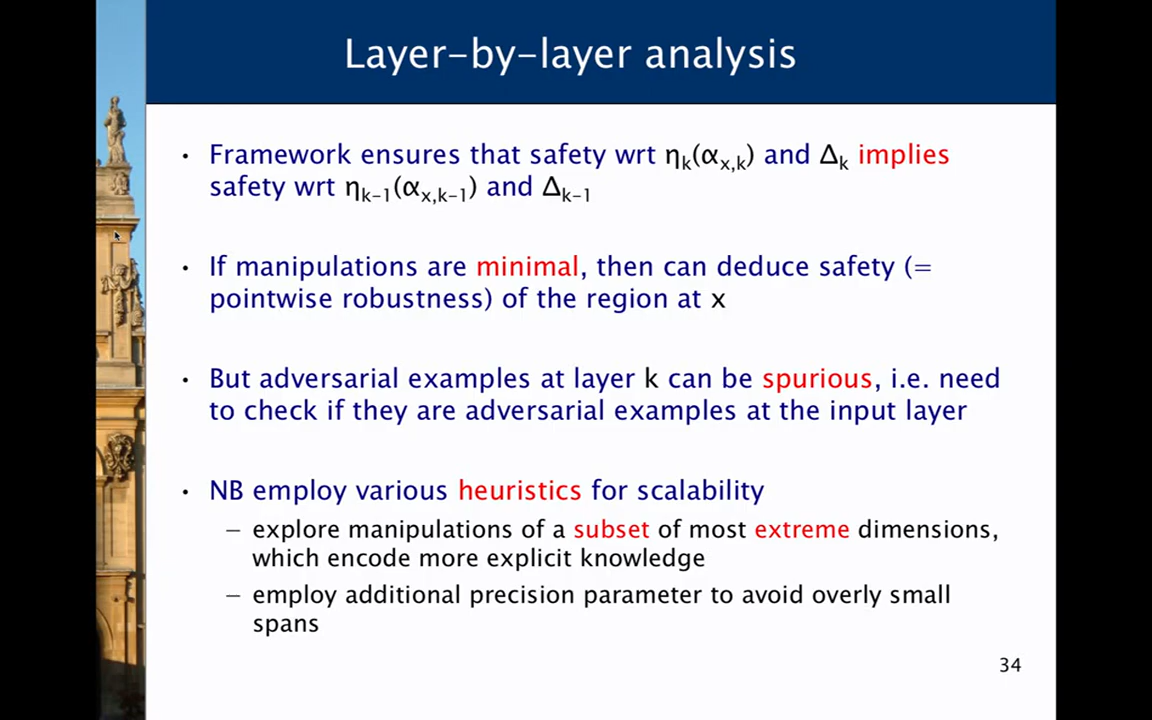 Layer-by-layer analysis
• Framework ensures that safety wrt ηk(αx,k) and Δk implies
safety wrt ηk-1(αx,k-1) and Δk-1
• If manipulations are minimal, then can deduce safety (=
pointwise robustness) of the region at x
• But adversarial examples at layer k can be spurious, i.e. need
to check if they are adversarial examples at the input layer
• NB employ various heuristics for scalability
– explore manipulations of a subset of most extreme dimensions,
which encode more explicit knowledge
– employ additional precision parameter to avoid overly small
spans
34